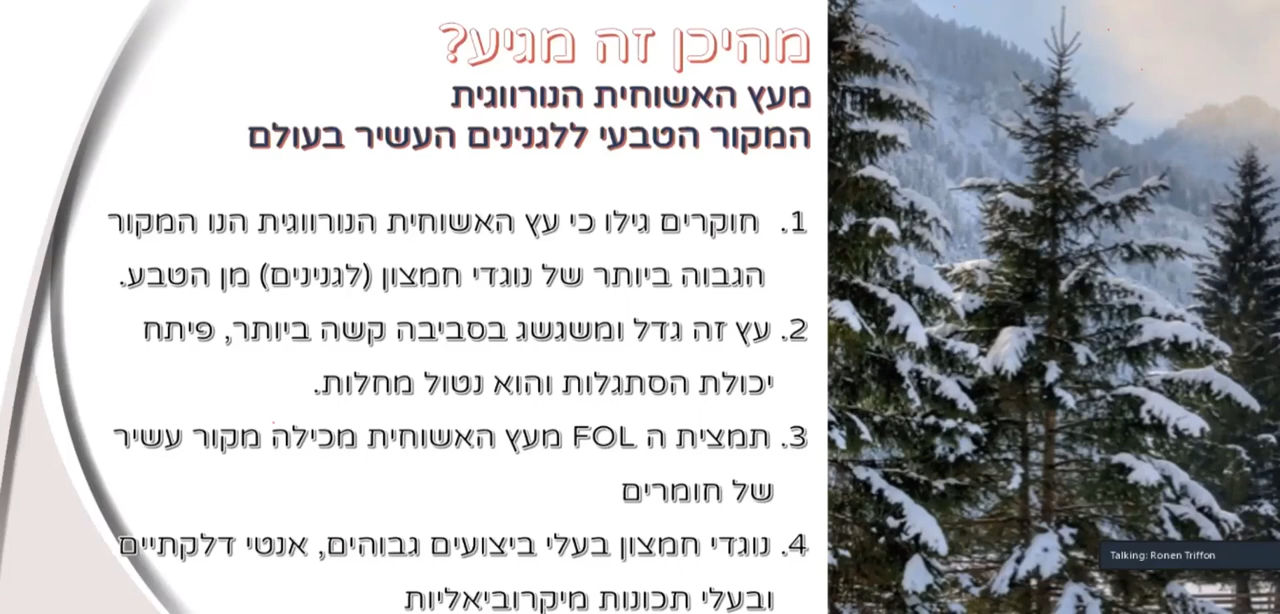 מהיכן זה מגיע?
מעץ האשוחית הנורווגית
המקור הטבעי ללגנינים העשיר בעולם
1. חוקרים גילו כי עץ האשוחית הנורווגית הנו המקור
הגבוה ביותר של נוגדי חמצון (לגנינים) מן הטבע.
2. עץ זה גדל ומשגשג בסביבה קשה ביותר, פיתח
יכולת הסתגלות והוא נטול מחלות.
3. תמצית ה FOL מעץ האשוחית מכילה מקור עשיר
של חומרים
4. נוגדי חמצון בעלי ביצועים גבוהים, אנטי דלקתיים
ובעלי תכונות מיקרוביאליות
Talking: Ronen Triffon